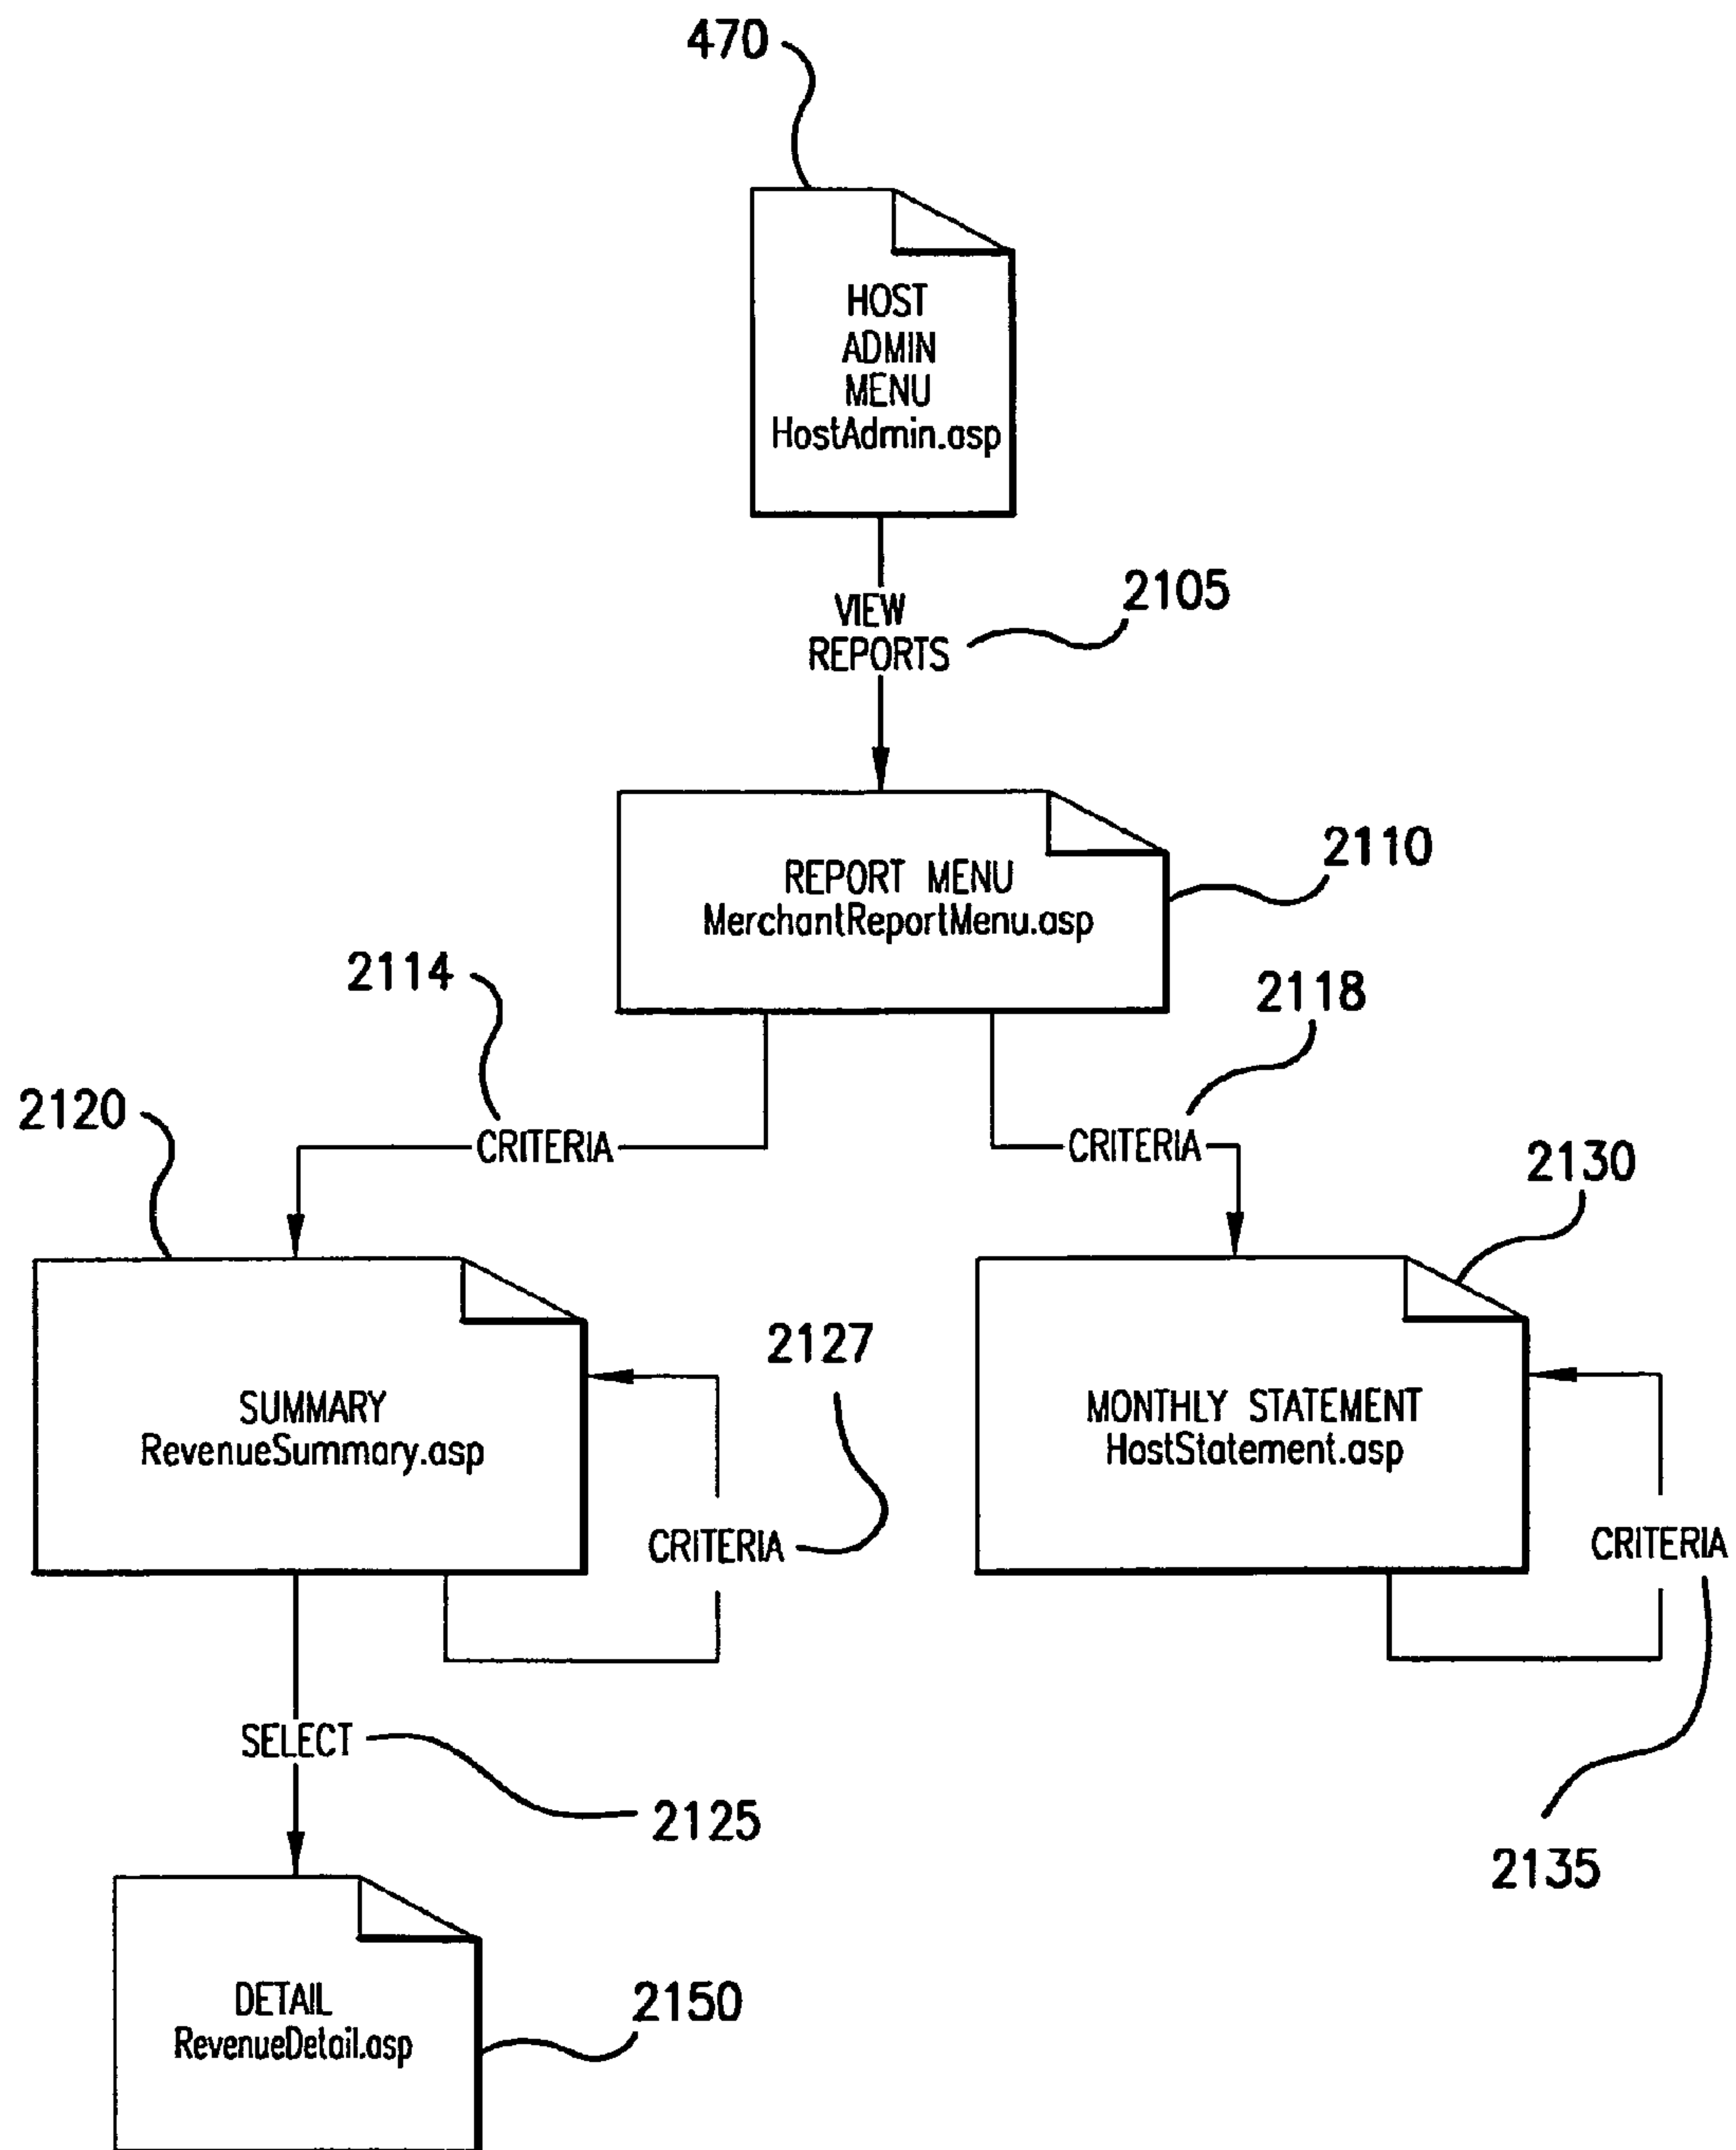 470
HOST
ADMIN
MENU
HostAdmin.asp
VIEW
REPORTS
2105
REPORT MENU
MerchantReportMenu.asp
2110
2114
2118
CRITERIA
CRITERIA
2120
2130
SUMMARY
RevenueSummary.asp
2127
CRITERIA
MONTHLY STATEMENT
HostStatement.asp
CRITERIA
SELECT
2125
2135
DETAIL
RevenueDetail.asp
2150